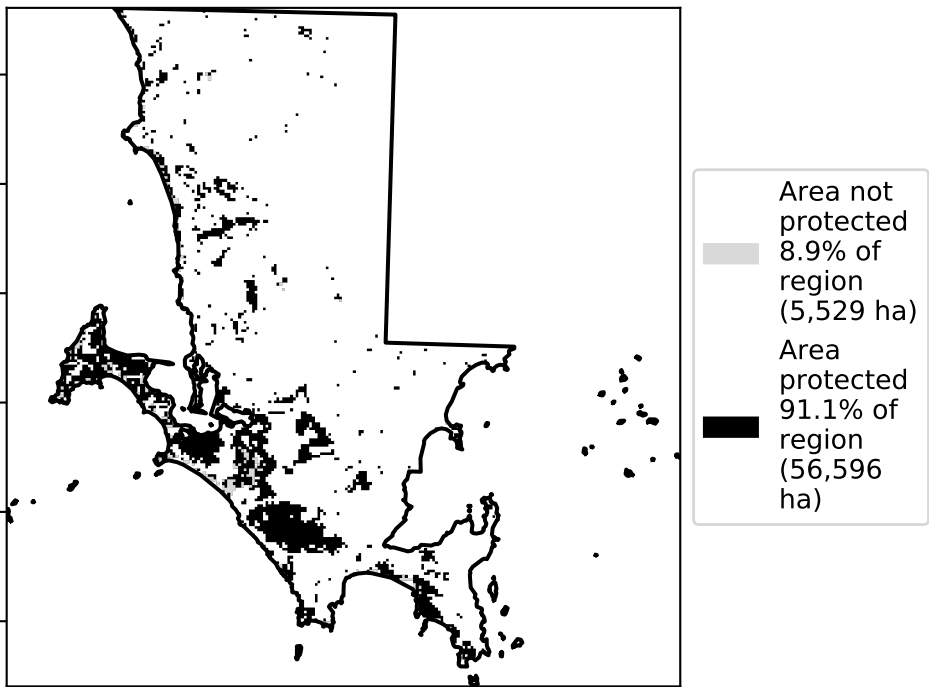 Area not
protected
8.9% of
region
(5,529 ha)
Area
protected
91.1% of
region
(56,596
ha)